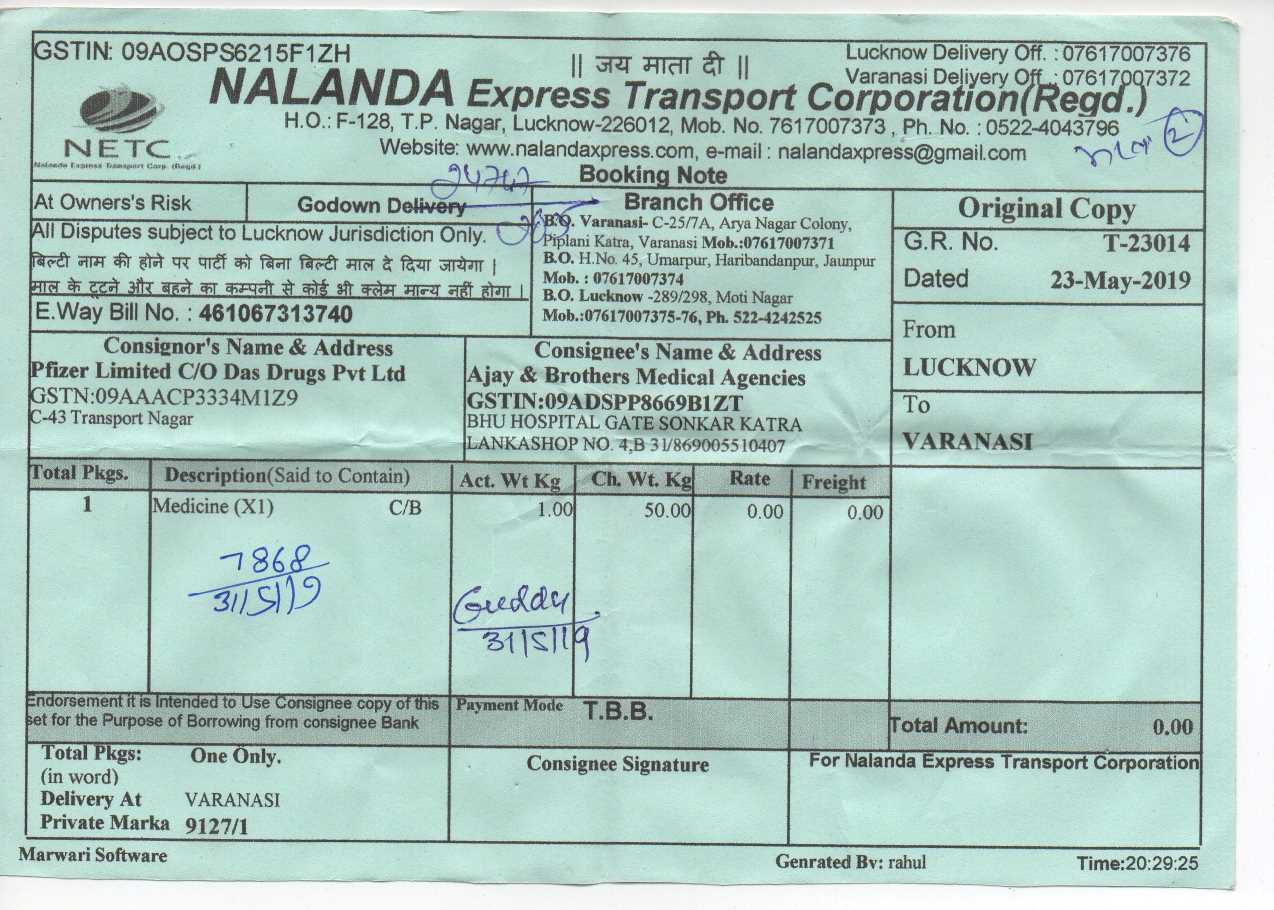 GSTIN: 09AOSPS6215F1ZH
|| जय माता दी ||
Lucknow Delivery Off. : 07617007376
Varanasi Delivery Off. : 07617007372
NALANDA Express Transport Corporation(Regd.)
H.O.: F-128, T.P. Nagar, Lucknow-226012, Mob. No. 7617007373 , Ph. No. : 0522-4043796
NETC
Nalanda Express Transport Corp. (Regd.)
Website: www.nalandaxpress.com, e-mail : nalandaxpress@gmail.com
2
Booking Note
24747
At Owners's Risk
Godown Delivery
All Disputes subject to Lucknow Jurisdiction Only.
बिल्टी नाम की होने पर पार्टी को बिना बिल्टी माल दे दिया जायेगा |
माल के टूटने और बहने का कम्पनी से कोई भी क्लेम मान्य नहीं होगा |
E.Way Bill No. : 461067313740
Branch Office
B.O. Varanasi- C-25/7A, Arya Nagar Colony,
Piplani Katra, Varanasi Mob.:07617007371
B.O. H.No. 45, Umarpur, Haribandanpur, Jaunpur
Mob. : 07617007374
B.O. Lucknow -289/298, Moti Nagar
Mob.:07617007375-76, Ph. 522-4242525
Original Copy
G.R. No. T-23014
Dated 23-May-2019
From
LUCKNOW
To
VARANASI
Consignor's Name & Address
Pfizer Limited C/O Das Drugs Pvt Ltd
GSTN:09AAACP3334M1Z9
C-43 Transport Nagar
Consignee's Name & Address
Ajay & Brothers Medical Agencies
GSTIN:09ADSPP8669B1ZT
BHU HOSPITAL GATE SONKAR KATRA
LANKASHOP NO. 4,B 31/869005510407
Total Pkgs. Description(Said to Contain) Act. Wt Kg Ch. Wt. Kg Rate Freight
1 Medicine (X1) C/B 1.00 50.00 0.00 0.00
7868
31/5/19
Guddu
31/5/19
Endorsement it is Intended to Use Consignee copy of this
set for the Purpose of Borrowing from consignee Bank
Payment Mode T.B.B.
Total Amount: 0.00
Total Pkgs: One Only.
(in word)
Delivery At VARANASI
Private Marka 9127/1
Consignee Signature
For Nalanda Express Transport Corporation
Marwari Software
Genrated By: rahul
Time:20:29:25